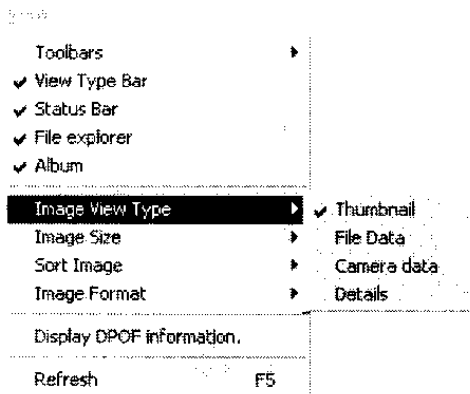 Toolbars
View Type Bar
Status Bar
File explorer
Album
Image View Type
Thumbnail
Image Size
File Data
Sort Image
Camera data
Image Format
Details
Display DPOF information.
Refresh F5